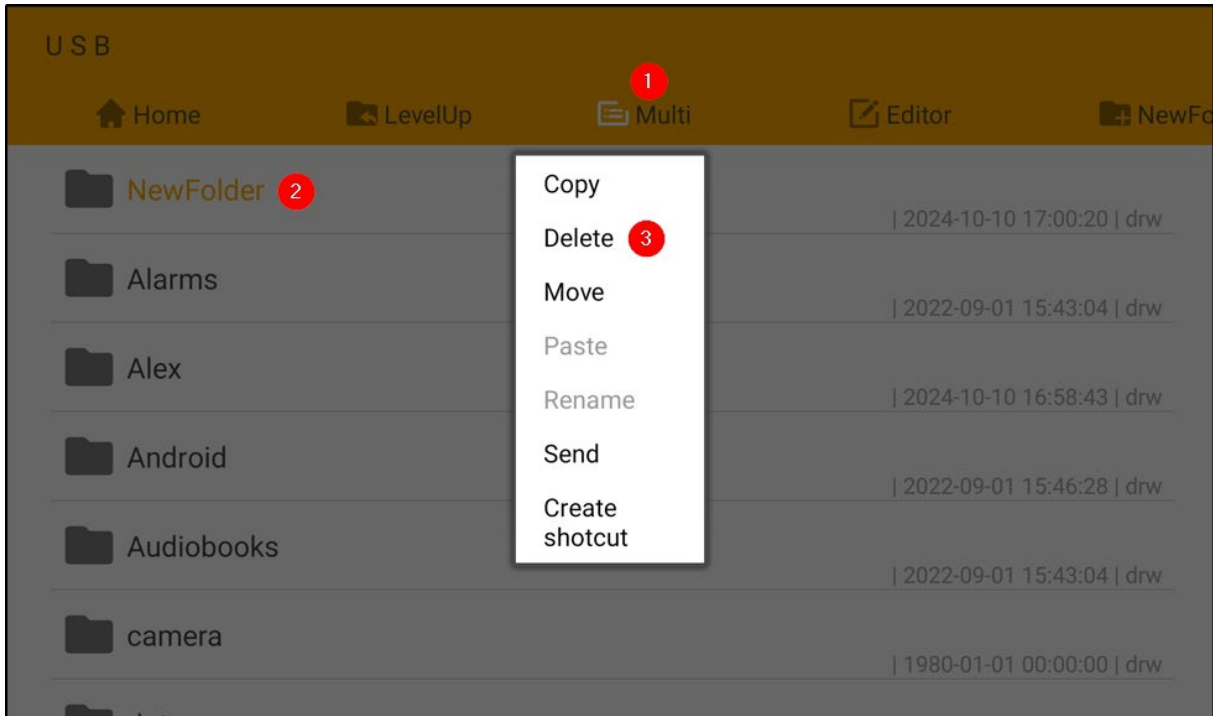 USB
1
Home LevelUp Multi Editor NewFo
NewFolder 2
| 2024-10-10 17:00:20 | drw
Alarms
| 2022-09-01 15:43:04 | drw
Alex
| 2024-10-10 16:58:43 | drw
Android
| 2022-09-01 15:46:28 | drw
Audiobooks
| 2022-09-01 15:43:04 | drw
camera
| 1980-01-01 00:00:00 | drw
Copy
Delete 3
Move
Paste
Rename
Send
Create
shotcut